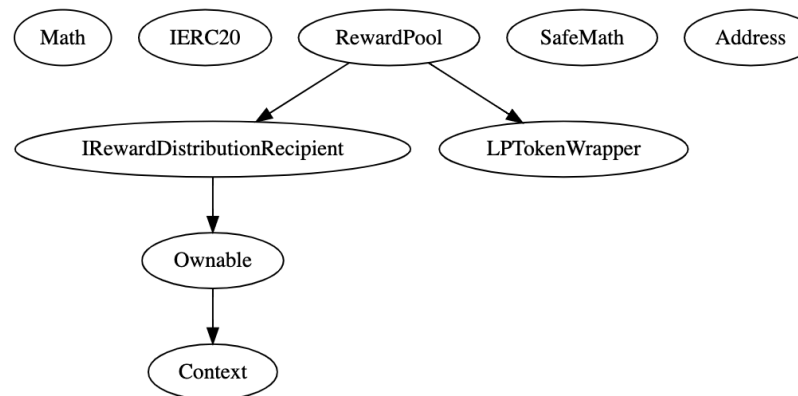 Math
IERC20
RewardPool
SafeMath
Address
IRewardDistributionRecipient
LPTokenWrapper
Ownable
Context